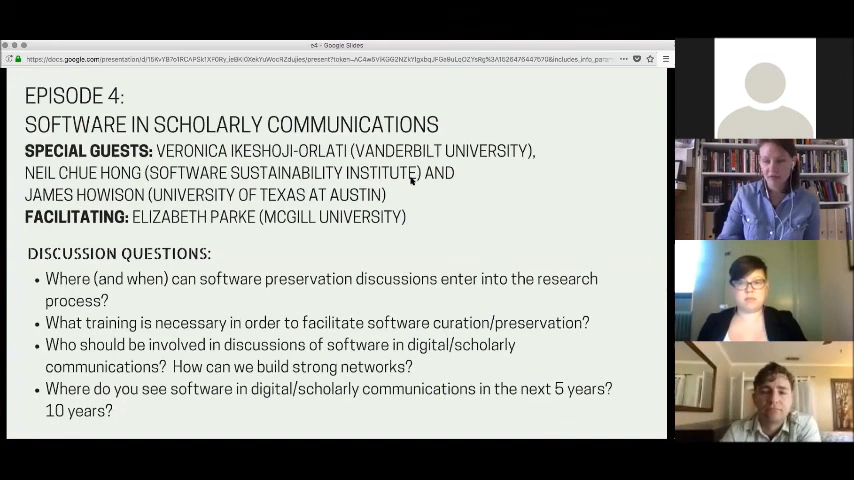 e4 - Google Slides
EPISODE 4:
SOFTWARE IN SCHOLARLY COMMUNICATIONS
SPECIAL GUESTS: VERONICA IKESHOJI-ORLATI (VANDERBILT UNIVERSITY),
NEIL CHUE HONG (SOFTWARE SUSTAINABILITY INSTITUTE) AND
JAMES HOWISON (UNIVERSITY OF TEXAS AT AUSTIN)
FACILITATING: ELIZABETH PARKE (MCGILL UNIVERSITY)
DISCUSSION QUESTIONS:
• Where (and when) can software preservation discussions enter into the research
process?
• What training is necessary in order to facilitate software curation/preservation?
• Who should be involved in discussions of software in digital/scholarly
communications? How can we build strong networks?
• Where do you see software in digital/scholarly communications in the next 5 years?
10 years?